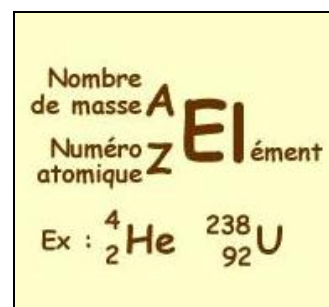 Nombre
de masse A
Numéro
atomique Z
Elément
Ex : 4 2 He 238 92 U